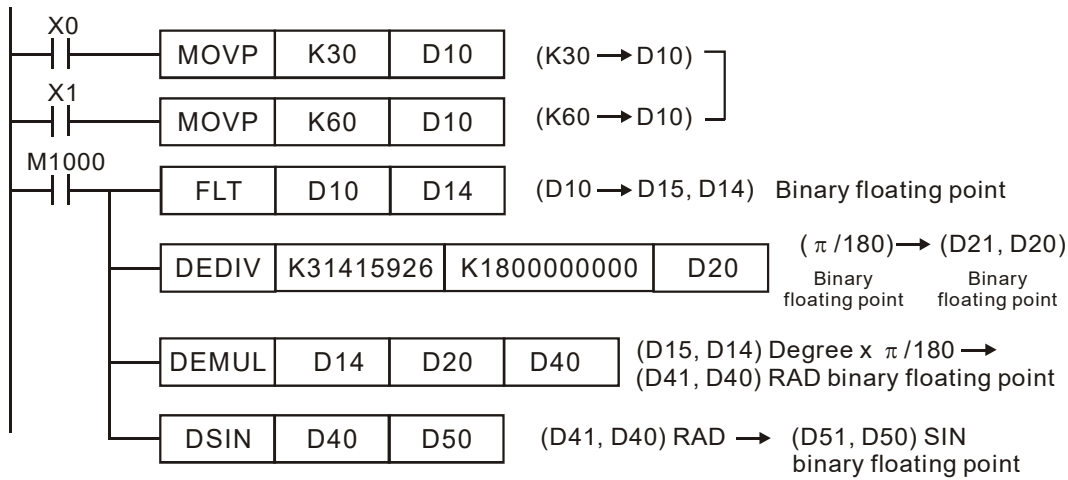 X0
MOVP K30 D10 (K30 → D10)
X1
MOVP K60 D10 (K60 → D10)
M1000
FLT D10 D14 (D10 → D15, D14) Binary floating point
DEDIV K31415926 K1800000000 D20 ( π /180) → (D21, D20)
Binary floating point Binary floating point
DEMUL D14 D20 D40 (D15, D14) Degree x π /180 →
(D41, D40) RAD binary floating point
DSIN D40 D50 (D41, D40) RAD → (D51, D50) SIN
binary floating point